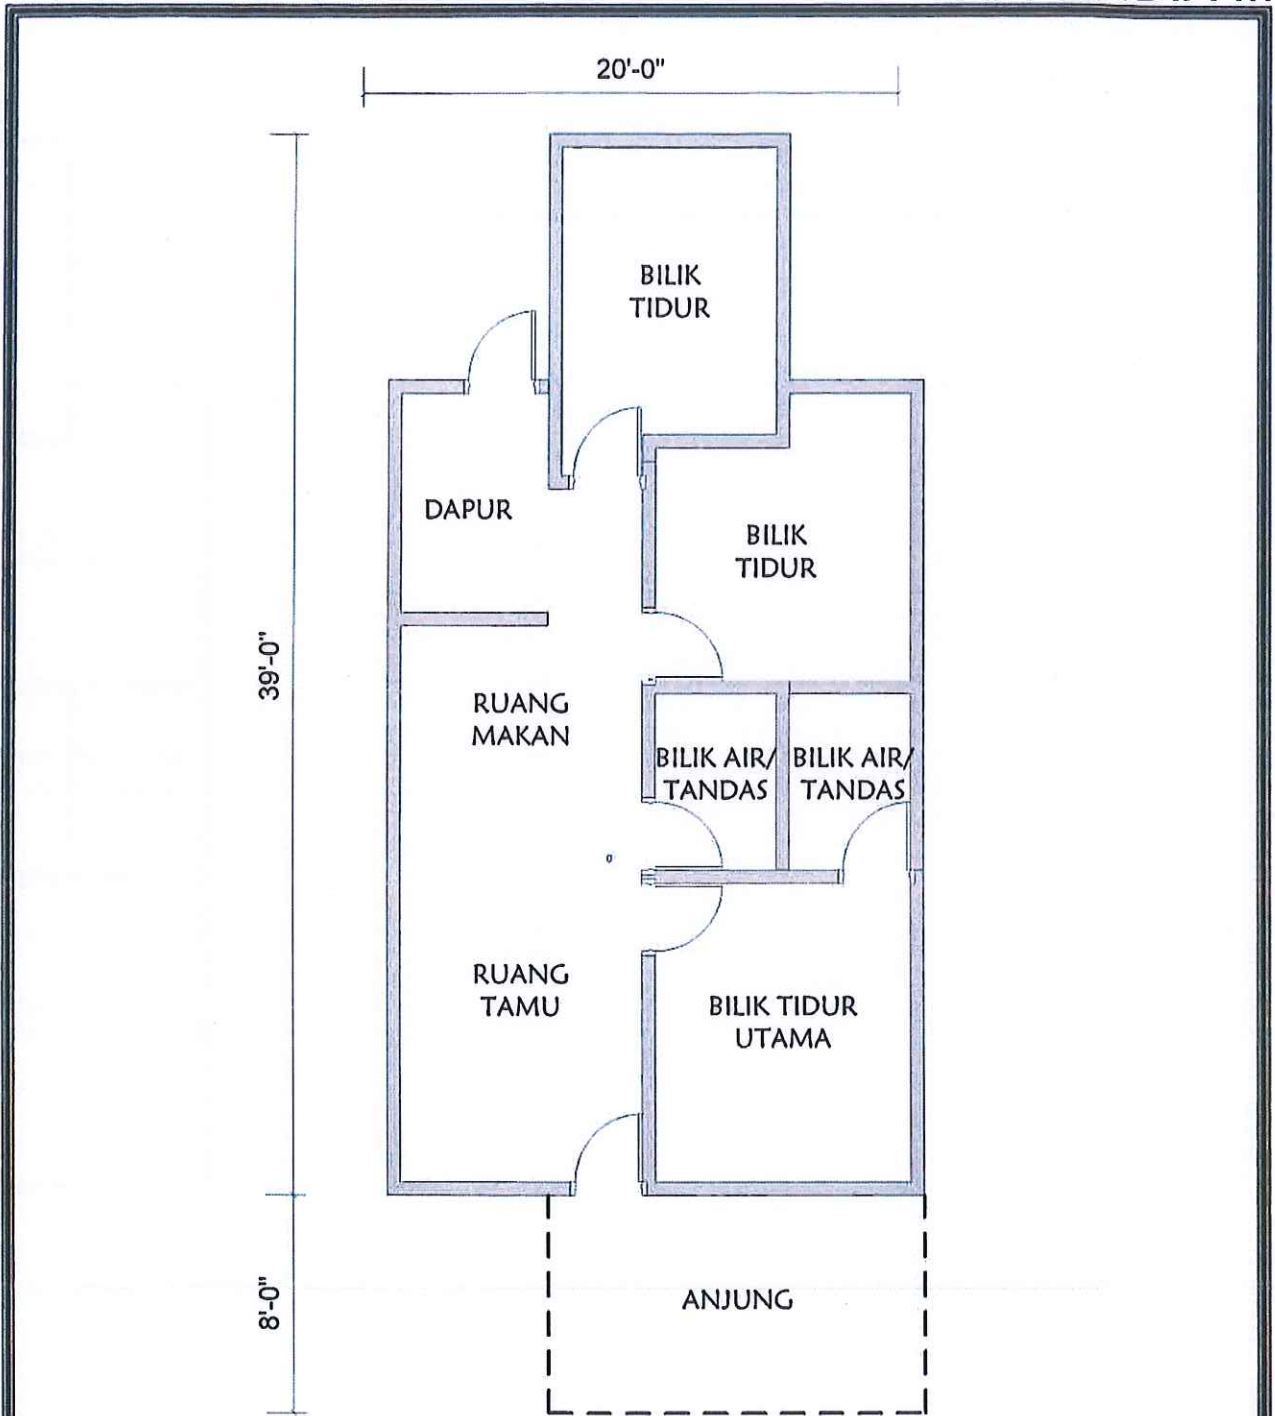 20'-0"
BILIK
TIDUR
DAPUR
BILIK
TIDUR
39'-0"
RUANG
MAKAN
BILIK AIR/
TANDAS
BILIK AIR/
TANDAS
RUANG
TAMU
BILIK TIDUR
UTAMA
8'-0"
ANJUNG